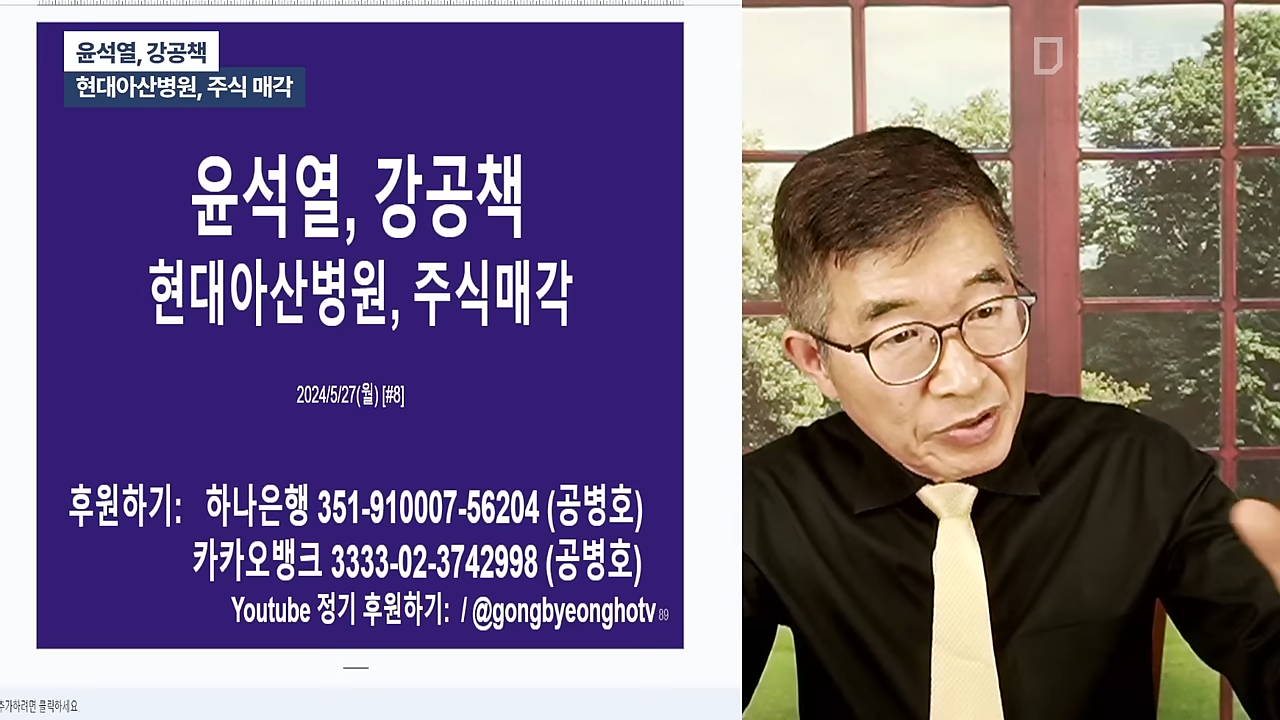 윤석열, 강공책
현대아산병원, 주식 매각
윤석열, 강공책
현대아산병원, 주식매각
2024/5/27(월) [#8]
후원하기: 하나은행 351-910007-56204 (공병호)
카카오뱅크 3333-02-3742998 (공병호)
Youtube 정기 후원하기: / @gongbyeonghotv
89
추가하려면 클릭하세요